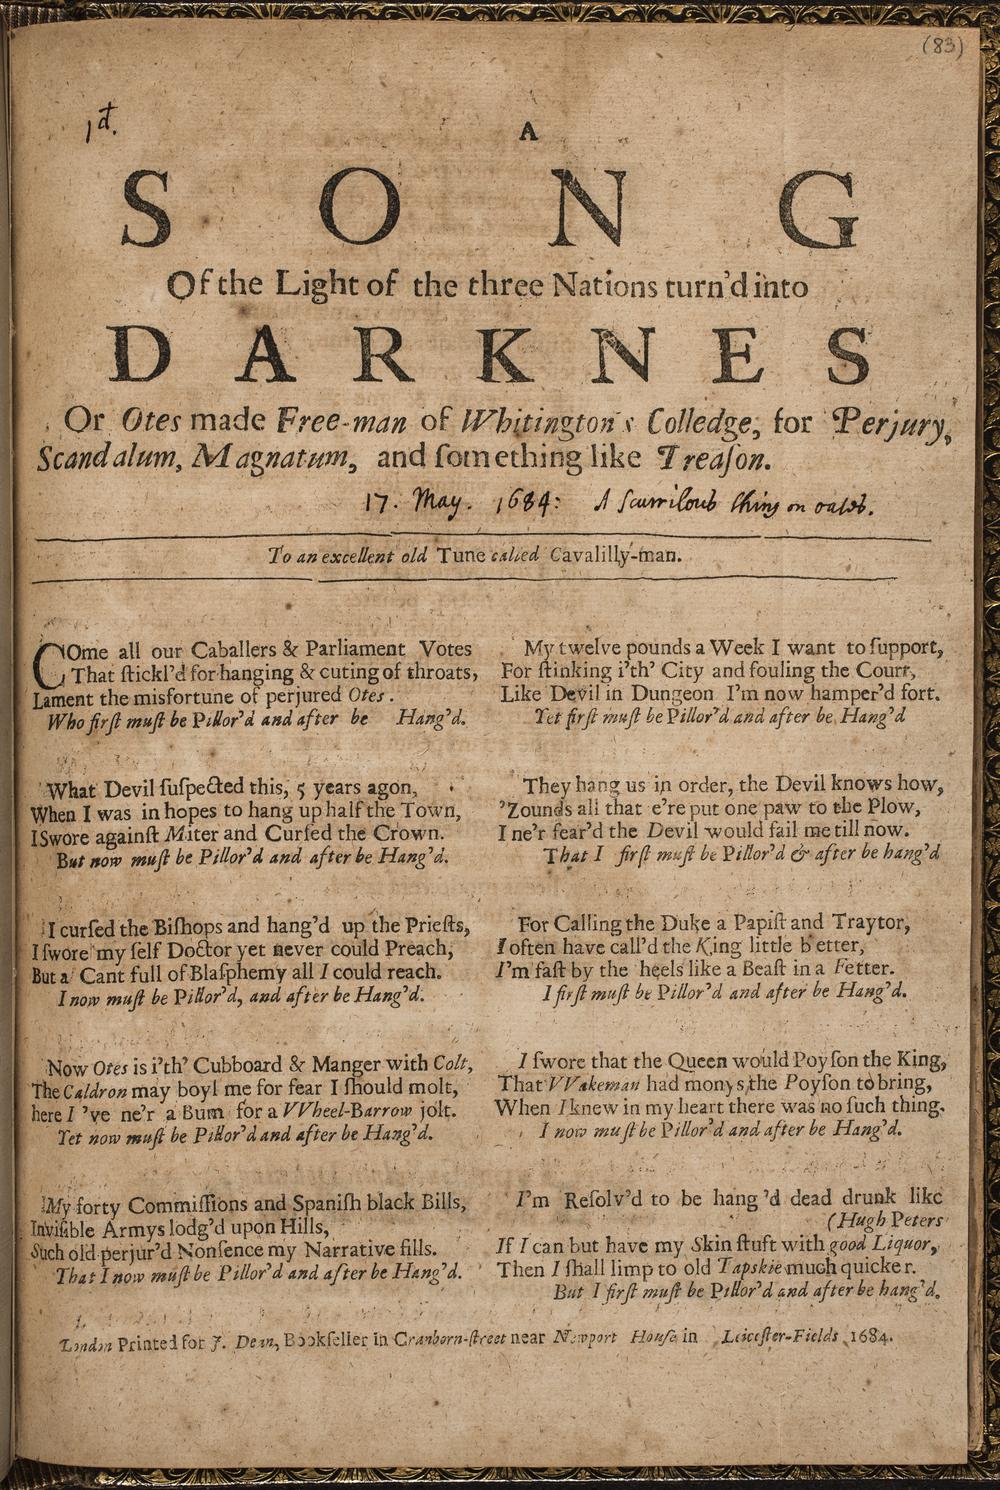 (83)
1d.
A
SONG
Of the Light of the three Nations turn'd into
DARKNES
Or Otes made Free-man of Whitington's Colledge, for Perjury,
Scandalum, Magnatum, and ſomething like Treaſon.
17. May. 1684: A ſcurrilous thing on oates.
To an excellent old Tune called Cavalilly-man.
COme all our Caballers & Parliament Votes
That ſtickl'd for hanging & cuting of throats,
Lament the misfortune of perjured Otes.
Who firſt muſt be Pillor'd and after be Hang'd.
What Devil ſuſpected this, 5 years agon,
When I was in hopes to hang up half the Town,
I Swore againſt Miter and Curſed the Crown.
But now muſt be Pillor'd and after be Hang'd.
I curſed the Biſhops and hang'd up the Prieſts,
I ſwore my ſelf Doctor yet never could Preach,
But a Cant full of Blaſphemy all I could reach.
I now muſt be Pillor'd, and after be Hang'd.
Now Otes is i'th' Cubboard & Manger with Colt,
The Caldron may boyl me for fear I ſhould molt,
here I 've ne'r a Bum for a VVheel-Barrow jolt.
Yet now muſt be Pillor'd and after be Hang'd.
My forty Commiſſions and Spaniſh black Bills,
Inviſible Armys lodg'd upon Hills,
Such old perjur'd Nonſence my Narrative fills.
That I now muſt be Pillor'd and after be Hang'd.
My twelve pounds a Week I want to ſupport,
For ſtinking i'th' City and fouling the Court,
Like Devil in Dungeon I'm now hamper'd fort.
Yet firſt muſt be Pillor'd and after be Hang'd
They hang us in order, the Devil knows how,
'Zounds all that e're put one paw to the Plow,
I ne'r fear'd the Devil would fail me till now.
That I firſt muſt be Pillor'd & after be hang'd
For Calling the Duke a Papiſt and Traytor,
I often have call'd the King little b etter,
I'm faſt by the heels like a Beaſt in a Fetter.
I firſt muſt be Pillor'd and after be Hang'd.
I ſwore that the Queen would Poyſon the King,
That VVakeman had monys,the Poyſon to bring,
When I knew in my heart there was no ſuch thing.
I now muſt be Pillor'd and after be Hang'd.
I'm Reſolv'd to be hang'd dead drunk like
(Hugh Peters
If I can but have my Skin ſtuft with good Liquor,
Then I ſhall limp to old Tapskie much quicker.
But I firſt muſt be Pillor'd and after be hang'd.
London Printed for J. Dean, Bookſeller in Cranborn-ſtreet near Newport Houſe in Leiceſter-Fields 1684.